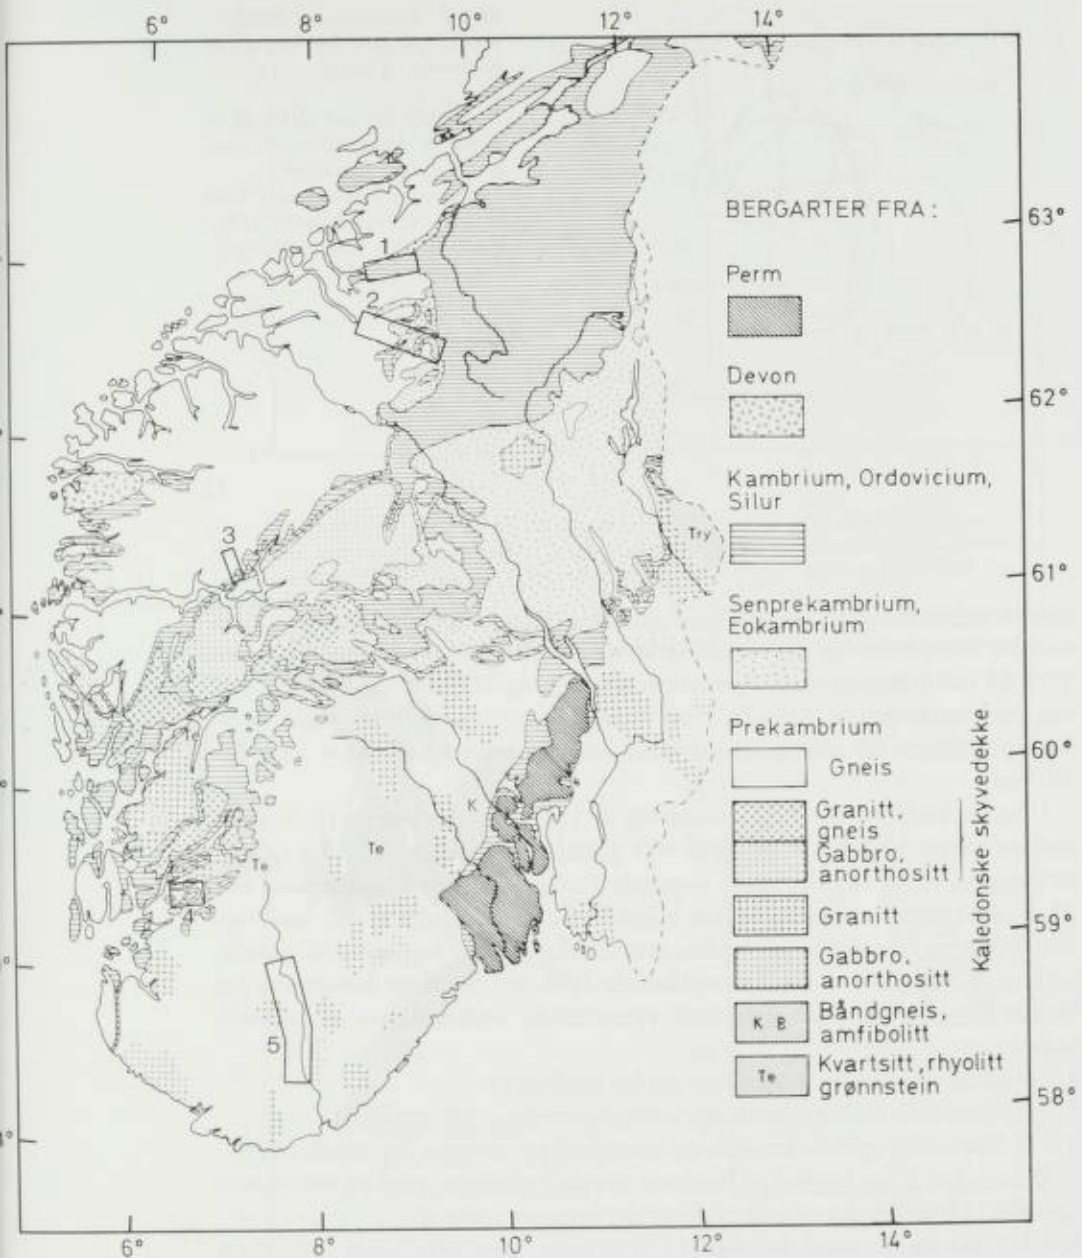 6° 8° 10° 12° 14°
BERGARTER FRA:
63°
Perm
Devon
62°
Kambrium, Ordovicium,
Silur
Try
61°
Senprekambrium,
Eokambrium
Prekambrium
60°
Gneis
Granitt,
gneis
Gabbro,
anorthositt
Kaledonske skyvedekke
Granitt
59°
Gabbro,
anorthositt
K B
Båndgneis,
amfibolitt
Te
Kvartsitt, rhyolitt
grønnstein
58°
1
2
3
K
Te
Te
4
5
6° 8° 10° 12° 14°